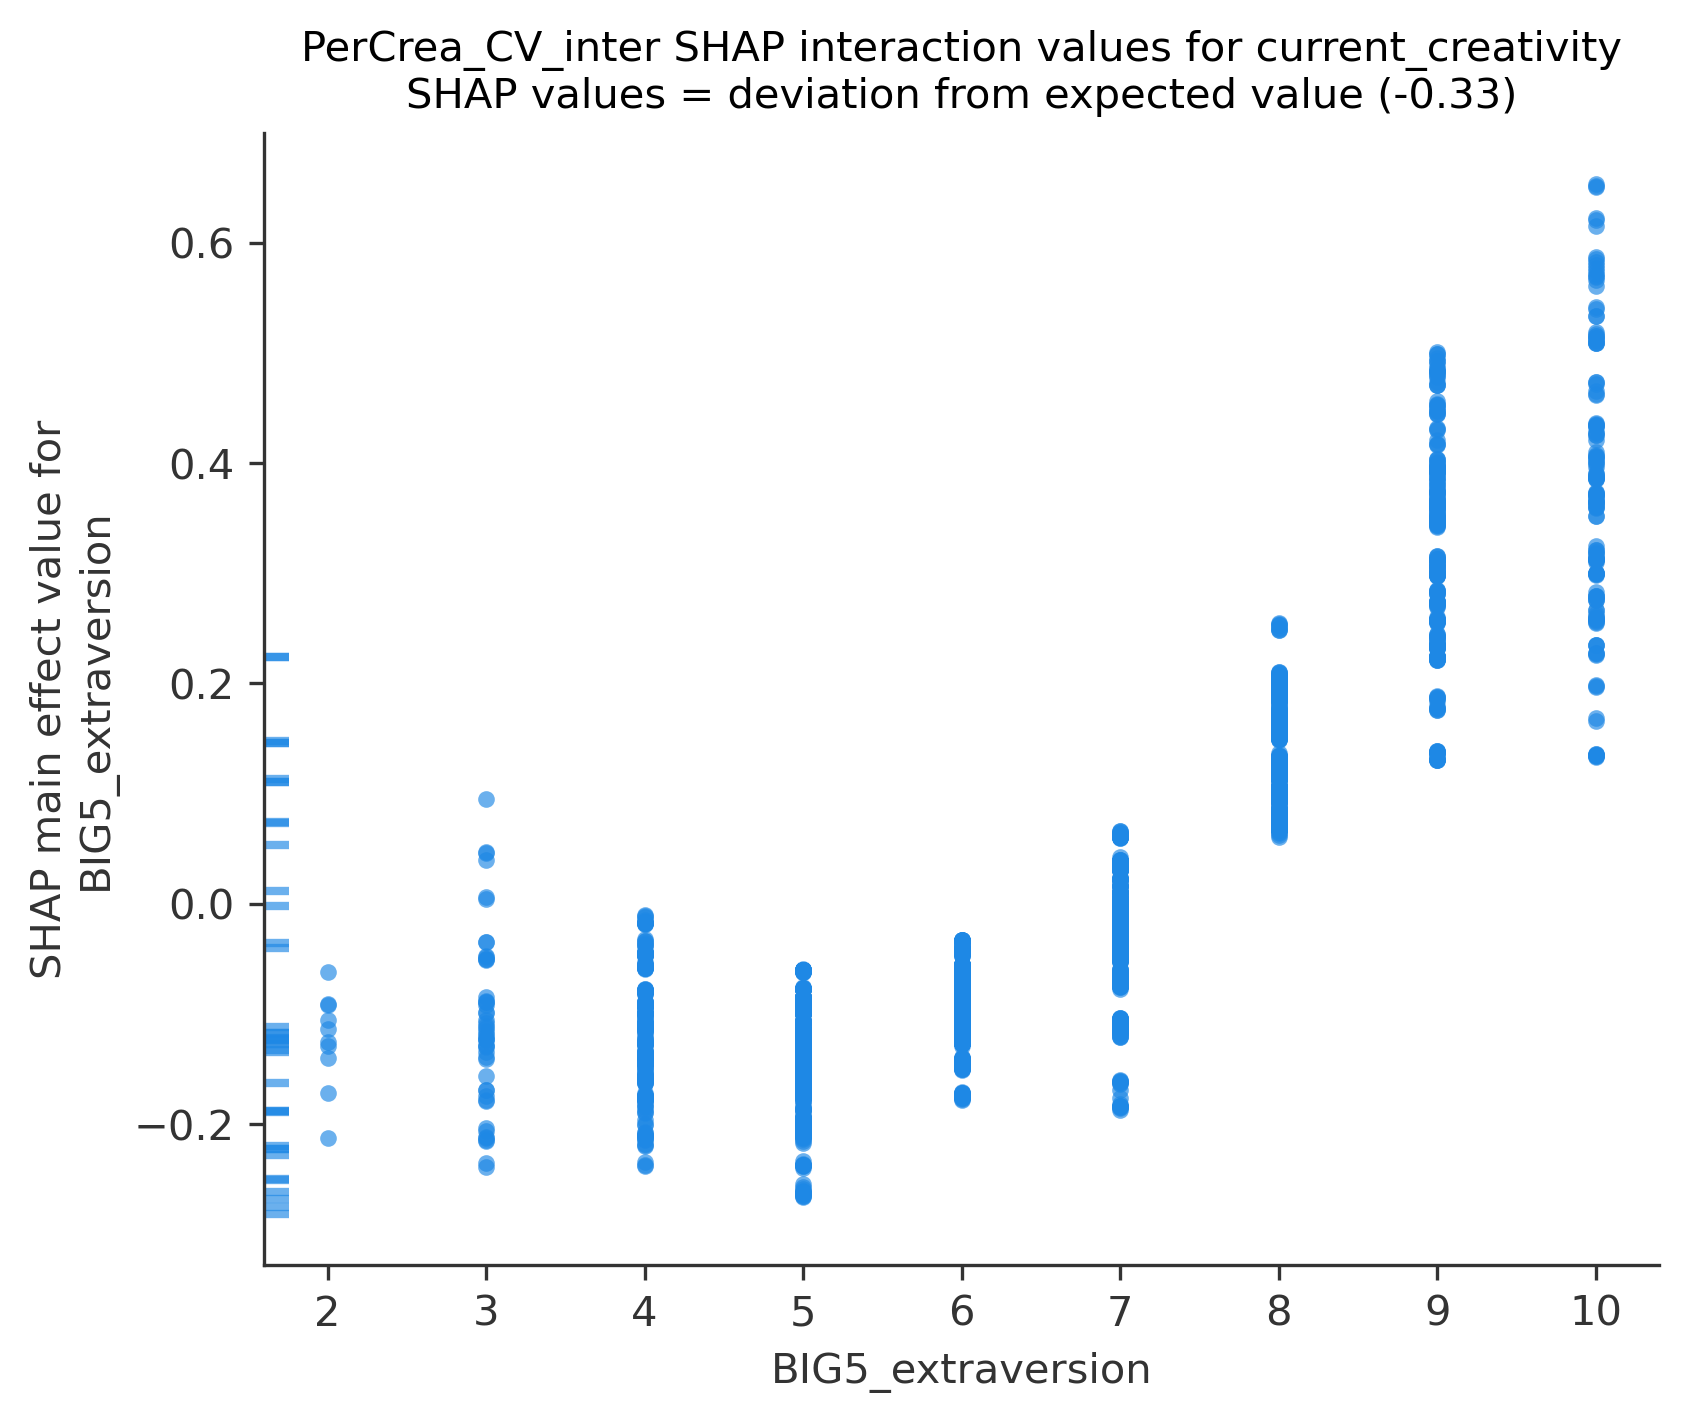 PerCrea_CV_inter SHAP interaction values for current_creativity
SHAP values = deviation from expected value (-0.33)
SHAP main effect value for
BIG5_extraversion
0.6
0.4
0.2
0.0
−0.2
2 3 4 5 6 7 8 9 10
BIG5_extraversion